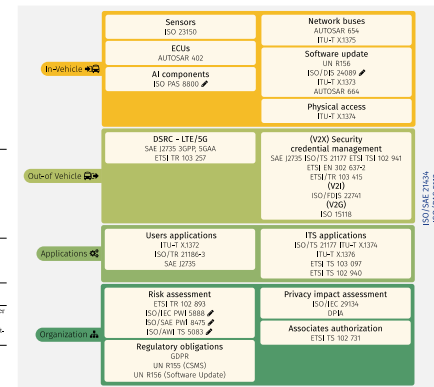 In-Vehicle
Sensors
ISO 23150
ECUs
AUTOSAR 402
AI components
ISO PAS 8800
Network buses
AUTOSAR 654
ITU-T X1375
Software update
UN R156
ISO/DIS 24089
ITU-T X1373
AUTOSAR 664
Physical access
ITU-T X1374
Out-of Vehicle
DSRC - LTE/5G
SAE J2735 3GPP, 5GAA
ETSI TR 103 257
(V2X) Security
credential management
SAE J2735 ISO/TS 21177 ETSI TSI 102 941
ETSI EN 302 637-2
ETSI/TR 103 415
(V2I)
ISO/FDIS 22741
(V2G)
ISO 15118
Applications
Users applications
ITU-T X.1372
ISO/TR 21186-3
SAE J2735
ITS applications
ISO/TS 21177 ITU-T X1374
ITU-T X1376
ETSI TS 103 097
ETSI TS 102 940
Organization
Risk assessment
ETSI TR 102 893
ISO/IEC PWI 5888
ISO/SAE PWI 8475
ISO/AWI TS 5083
Regulatory obligations
GDPR
UN R155 (CSMS)
UN R156 (Software Update)
Privacy impact assessment
ISO/IEC 29134
DPIA
Associates authorization
ETSI TS 102 731
ISO/SAE 21434